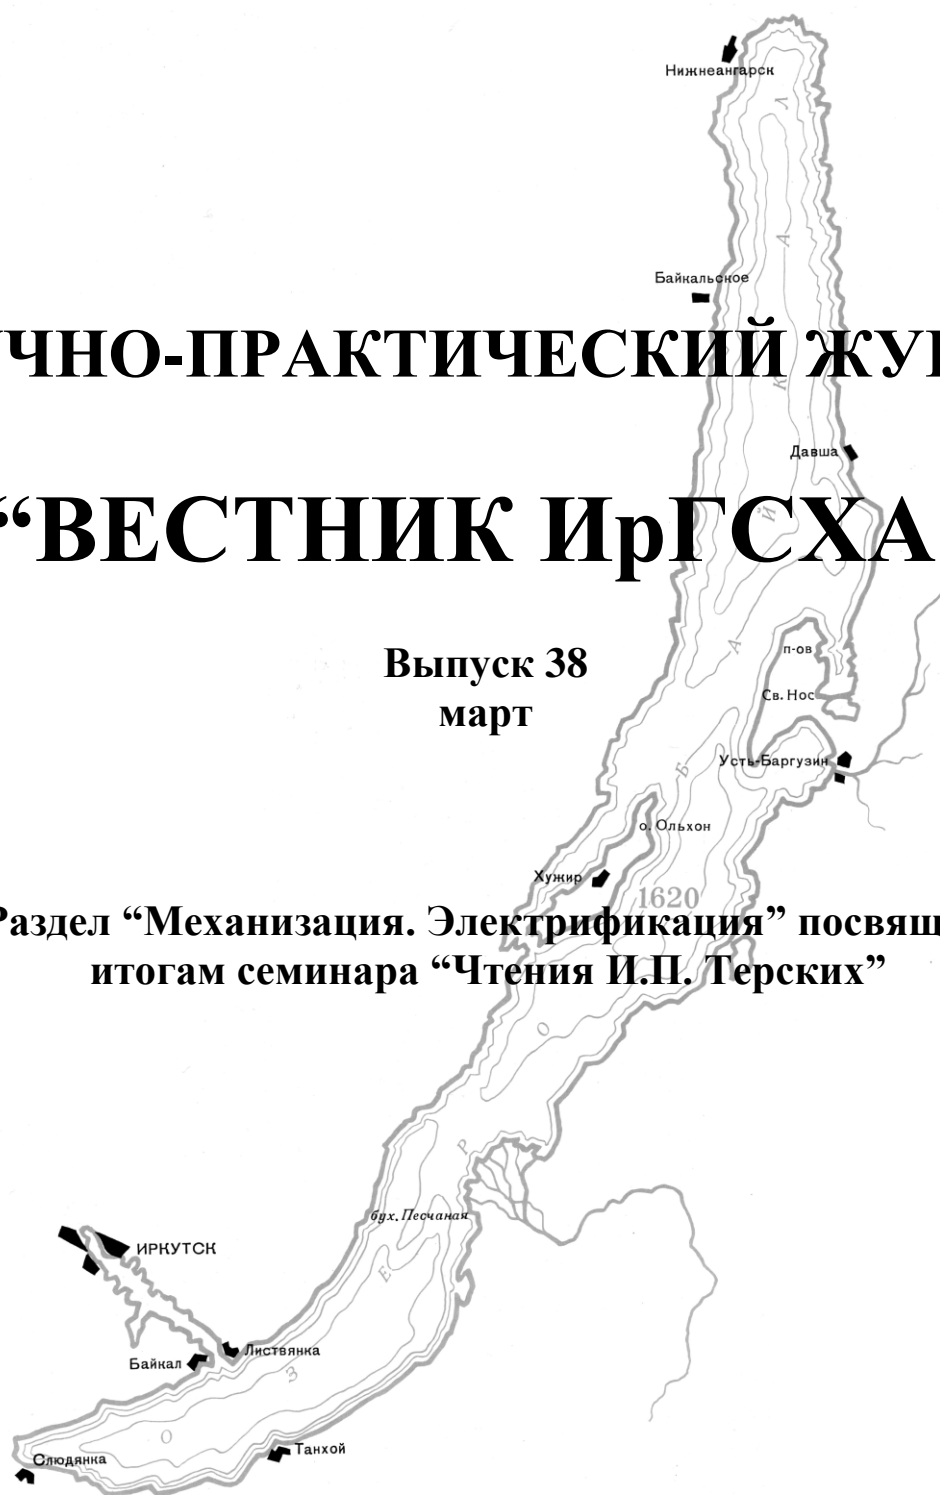 Нижнеангарск
Байкальское
УЧНО-ПРАКТИЧЕСКИЙ ЖУ
Давша
“ВЕСТНИК ИрГСХА
п-ов
Св. Нос
Выпуск 38
март
Усть-Баргузин
о. Ольхон
Хужир
1620
Раздел “Механизация. Электрификация” посвящ
итогам семинара “Чтения И.П. Терских”
бух. Песчаная
ИРКУТСК
Листвянка
Байкал
Танхой
Слюдянка
О З Е Р О Б А Й К А Л